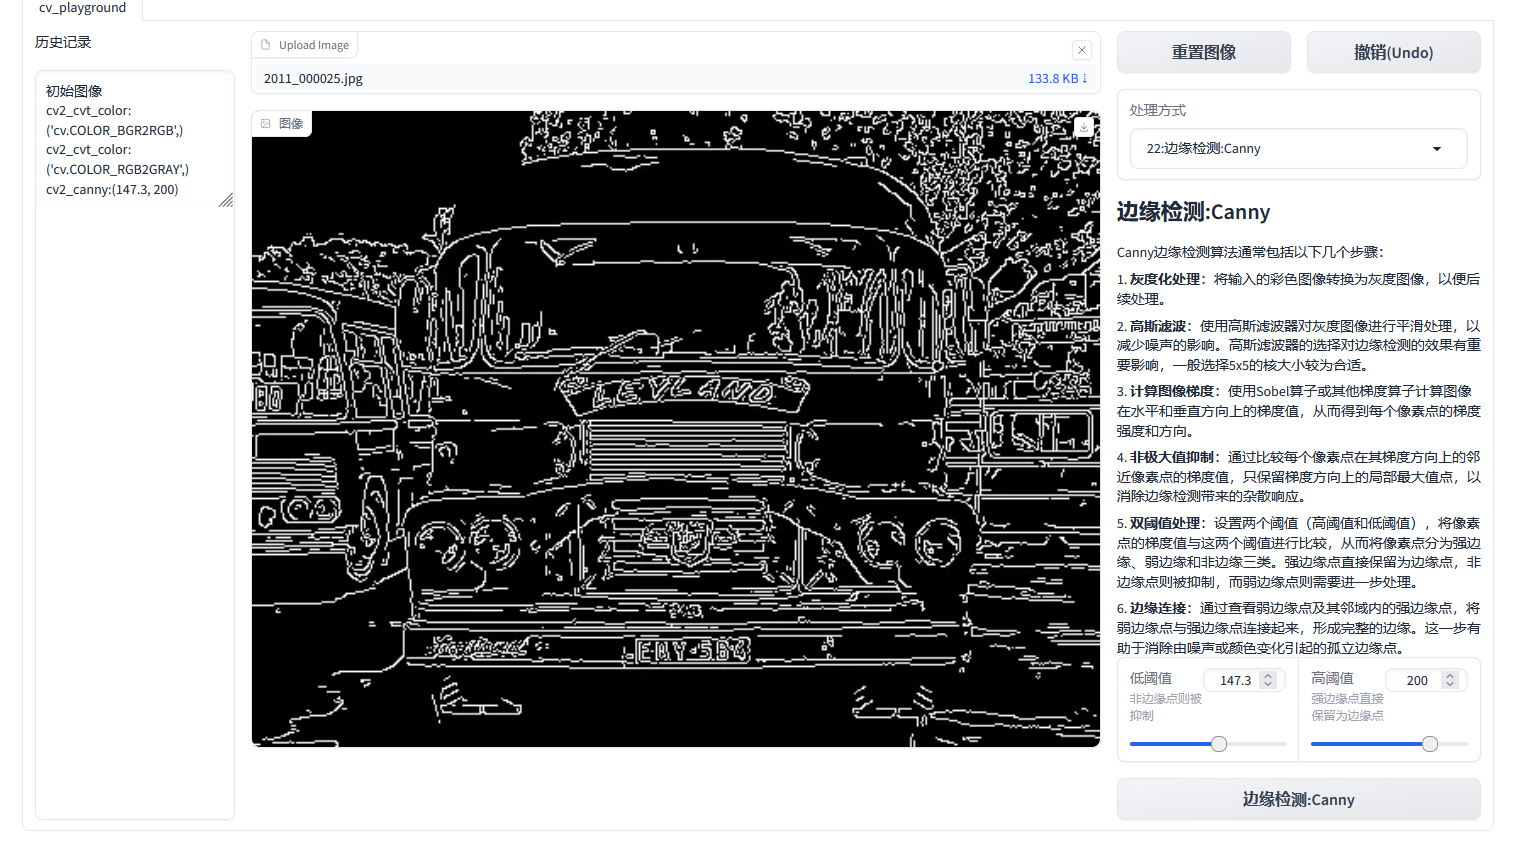 cv_playground
历史记录
初始图像
cv2_cvt_color:
('cv.COLOR_BGR2RGB',)
cv2_cvt_color:
('cv.COLOR_RGB2GRAY',)
cv2_canny:(147.3, 200)
Upload Image
2011_000025.jpg
133.8 KB ↓
图像
LEYLAND
重置图像
撤销(Undo)
处理方式
22:边缘检测:Canny
边缘检测:Canny
Canny边缘检测算法通常包括以下几个步骤：
1. 灰度化处理：将输入的彩色图像转换为灰度图像，以便后
续处理。
2. 高斯滤波：使用高斯滤波器对灰度图像进行平滑处理，以
减少噪声的影响。高斯滤波器的选择对边缘检测的效果有重
要影响，一般选择5x5的核大小较为合适。
3. 计算图像梯度：使用Sobel算子或其他梯度算子计算图像
在水平和垂直方向上的梯度值，从而得到每个像素点的梯度
强度和方向。
4. 非极大值抑制：通过比较每个像素点在其梯度方向上的邻
近像素点的梯度值，只保留梯度方向上的局部最大值点，以
消除边缘检测带来的杂散响应。
5. 双阈值处理：设置两个阈值（高阈值和低阈值），将像素
点的梯度值与这两个阈值进行比较，从而将像素点分为强边
缘、弱边缘和非边缘三类。强边缘点直接保留为边缘点，非
边缘点则被抑制，而弱边缘点则需要进一步处理。
6. 边缘连接：通过查看弱边缘点及其邻域内的强边缘点，将
弱边缘点与强边缘点连接起来，形成完整的边缘。这一步有
助于消除由噪声或颜色变化引起的孤立边缘点。
低阈值
147.3
非边缘点则被
抑制
高阈值
200
强边缘点直接
保留为边缘点
边缘检测:Canny